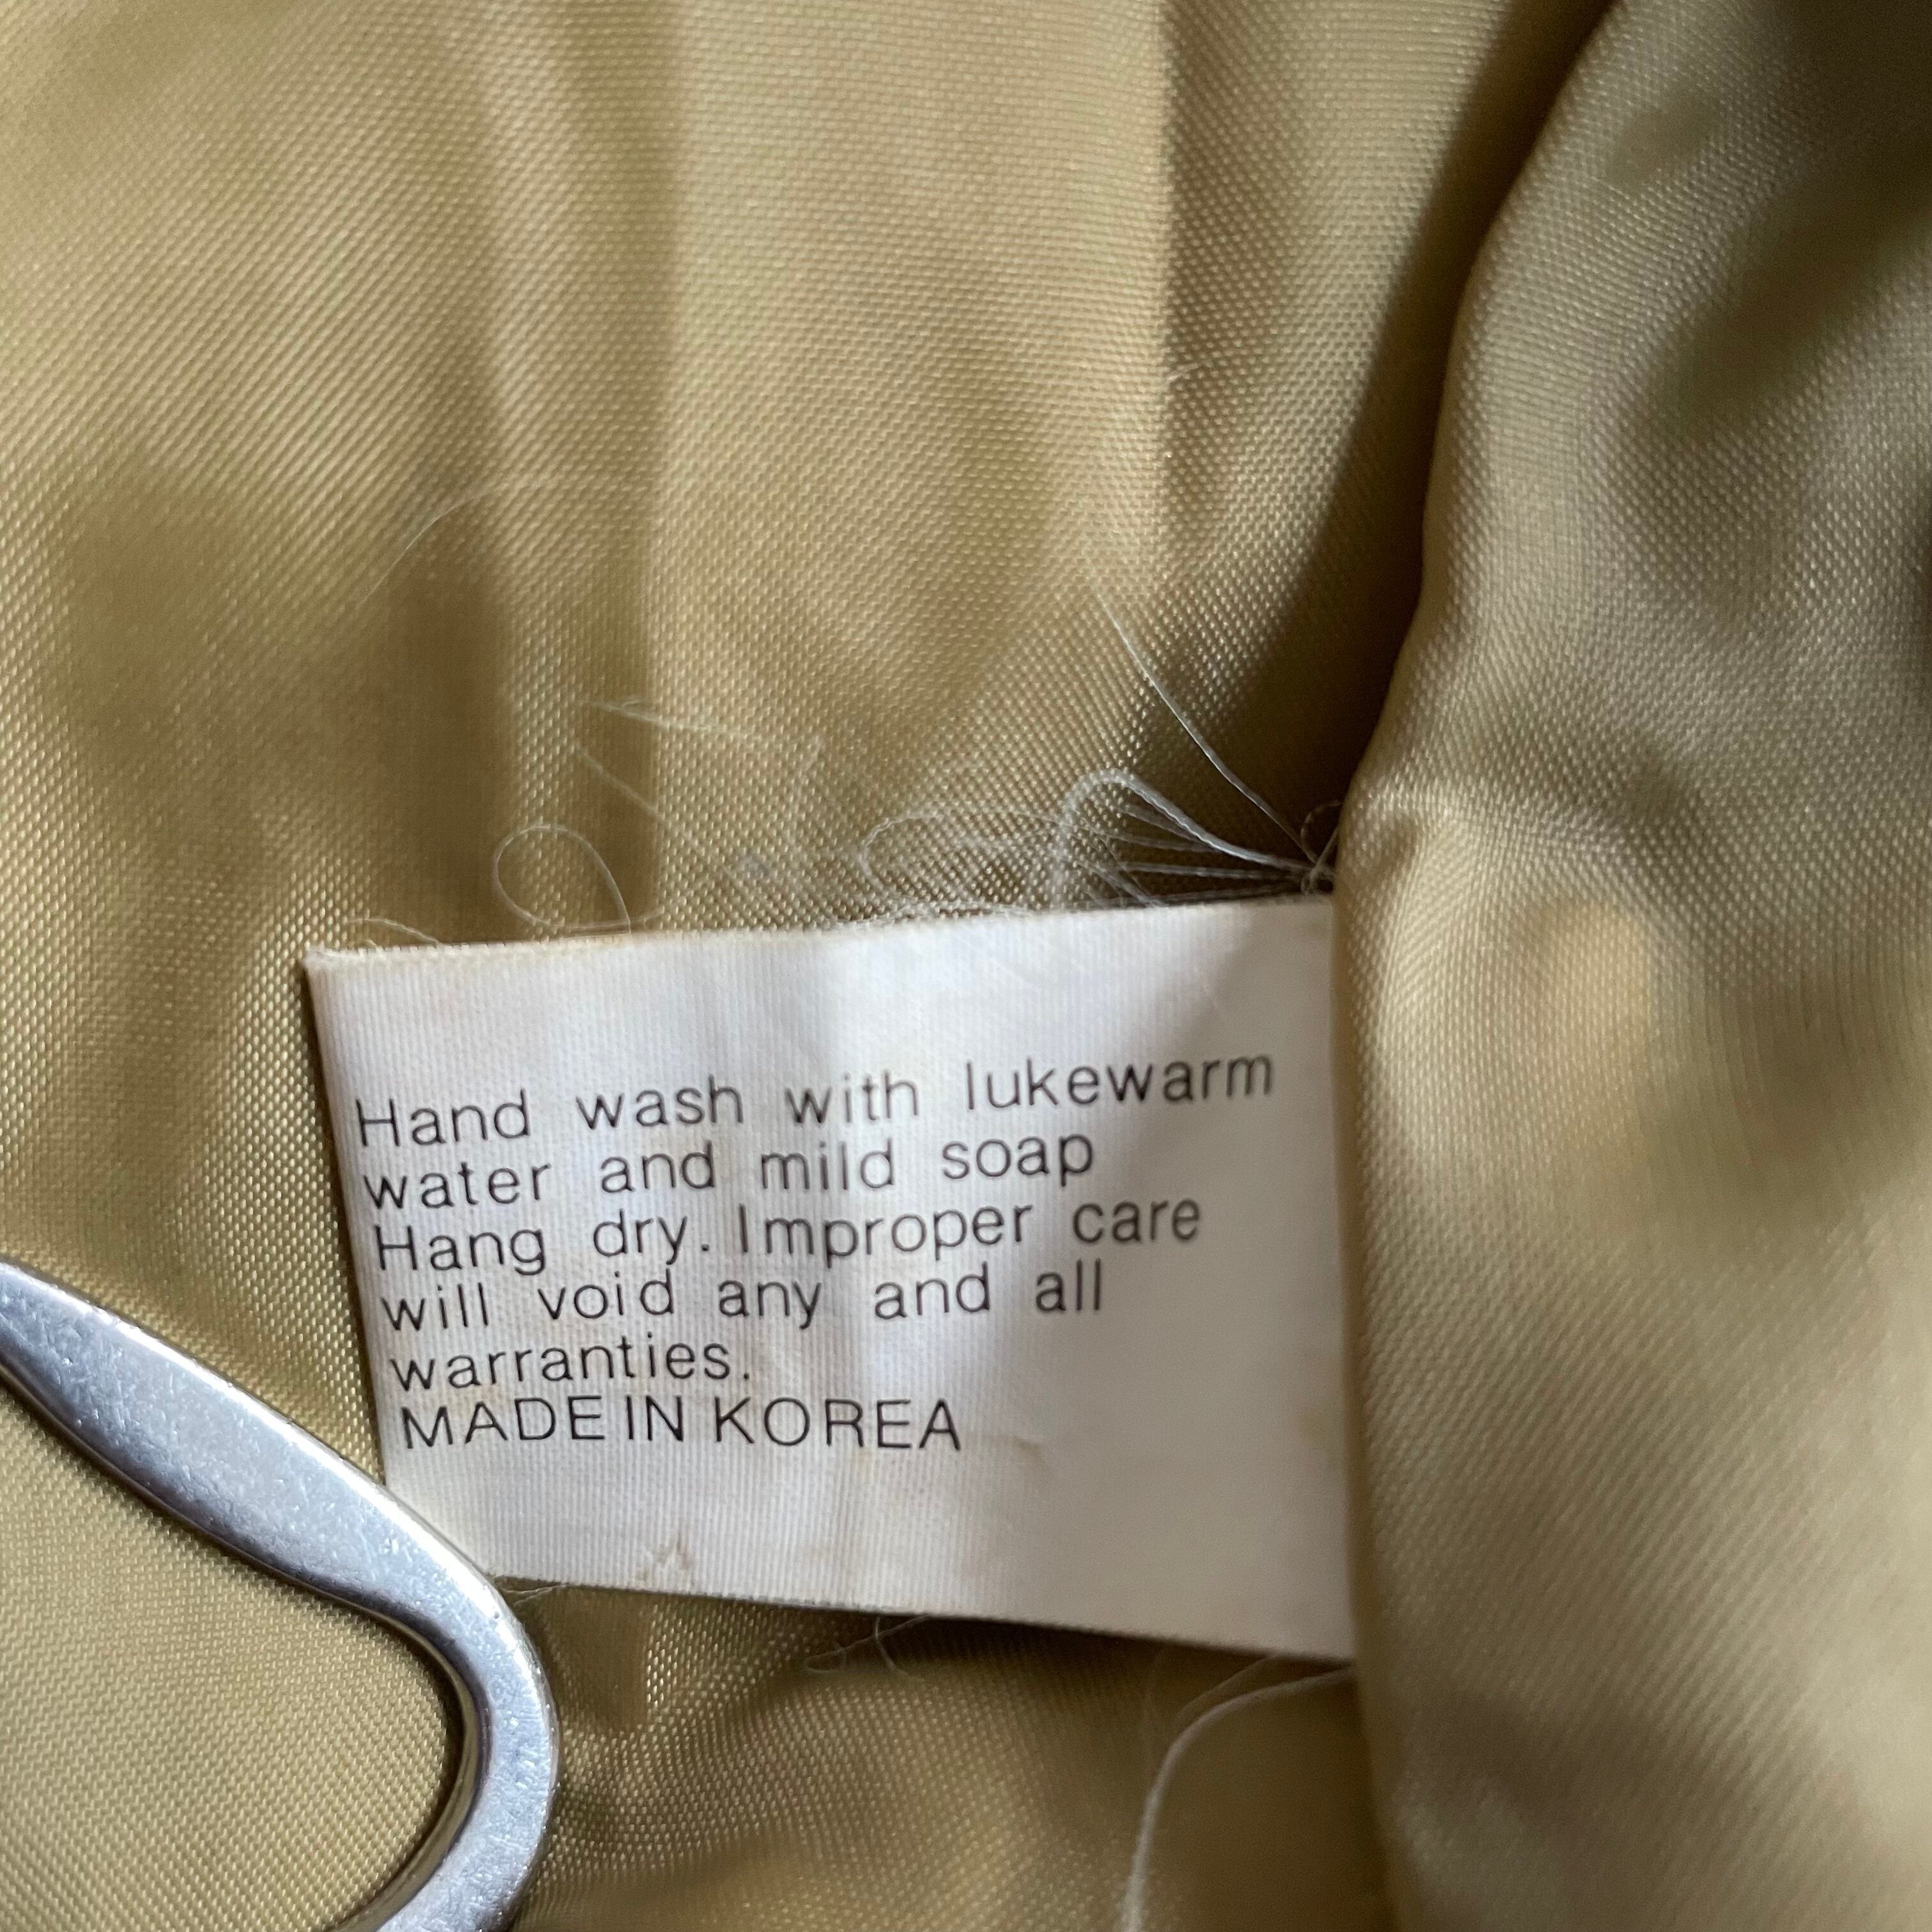 Hand wash with lukewarm
water and mild soap
Hang dry. Improper care
will void any and all
warranties.
MADE IN KOREA